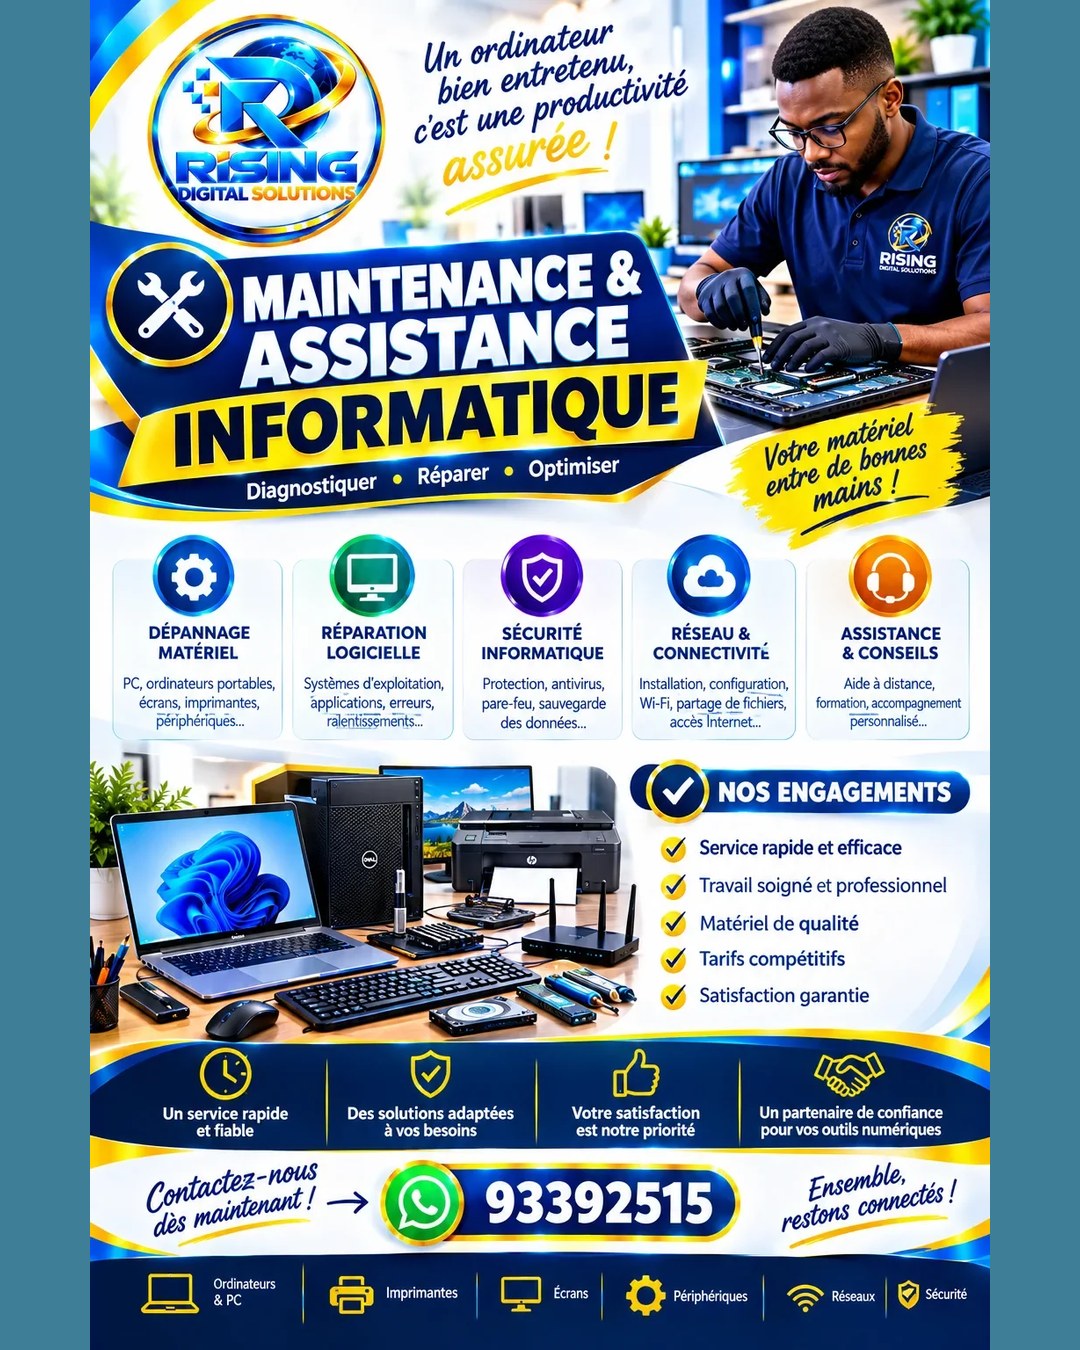 RISING
DIGITAL SOLUTIONS
Un ordinateur
bien entretenu,
c'est une productivité
assurée !
RISING
DIGITAL SOLUTIONS
MAINTENANCE &
ASSISTANCE
INFORMATIQUE
Diagnostiquer • Réparer • Optimiser
Votre matériel
entre de bonnes
mains !
DÉPANNAGE
MATÉRIEL
PC, ordinateurs portables,
écrans, imprimantes,
périphériques...
RÉPARATION
LOGICIELLE
Systèmes d'exploitation,
applications, erreurs,
ralentissements...
SÉCURITÉ
INFORMATIQUE
Protection, antivirus,
pare-feu, sauvegarde
des données...
RÉSEAU &
CONNECTIVITÉ
Installation, configuration,
Wi-Fi, partage de fichiers,
accès Internet...
ASSISTANCE
& CONSEILS
Aide à distance,
formation, accompagnement
personnalisé...
DELL
hp
NOS ENGAGEMENTS
Service rapide et efficace
Travail soigné et professionnel
Matériel de qualité
Tarifs compétitifs
Satisfaction garantie
Un service rapide
et fiable
Des solutions adaptées
à vos besoins
Votre satisfaction
est notre priorité
Un partenaire de confiance
pour vos outils numériques
Contactez-nous
dès maintenant !
93392515
Ensemble,
restons connectés !
Ordinateurs
& PC
Imprimantes
Écrans
Périphériques
Réseaux
Sécurité